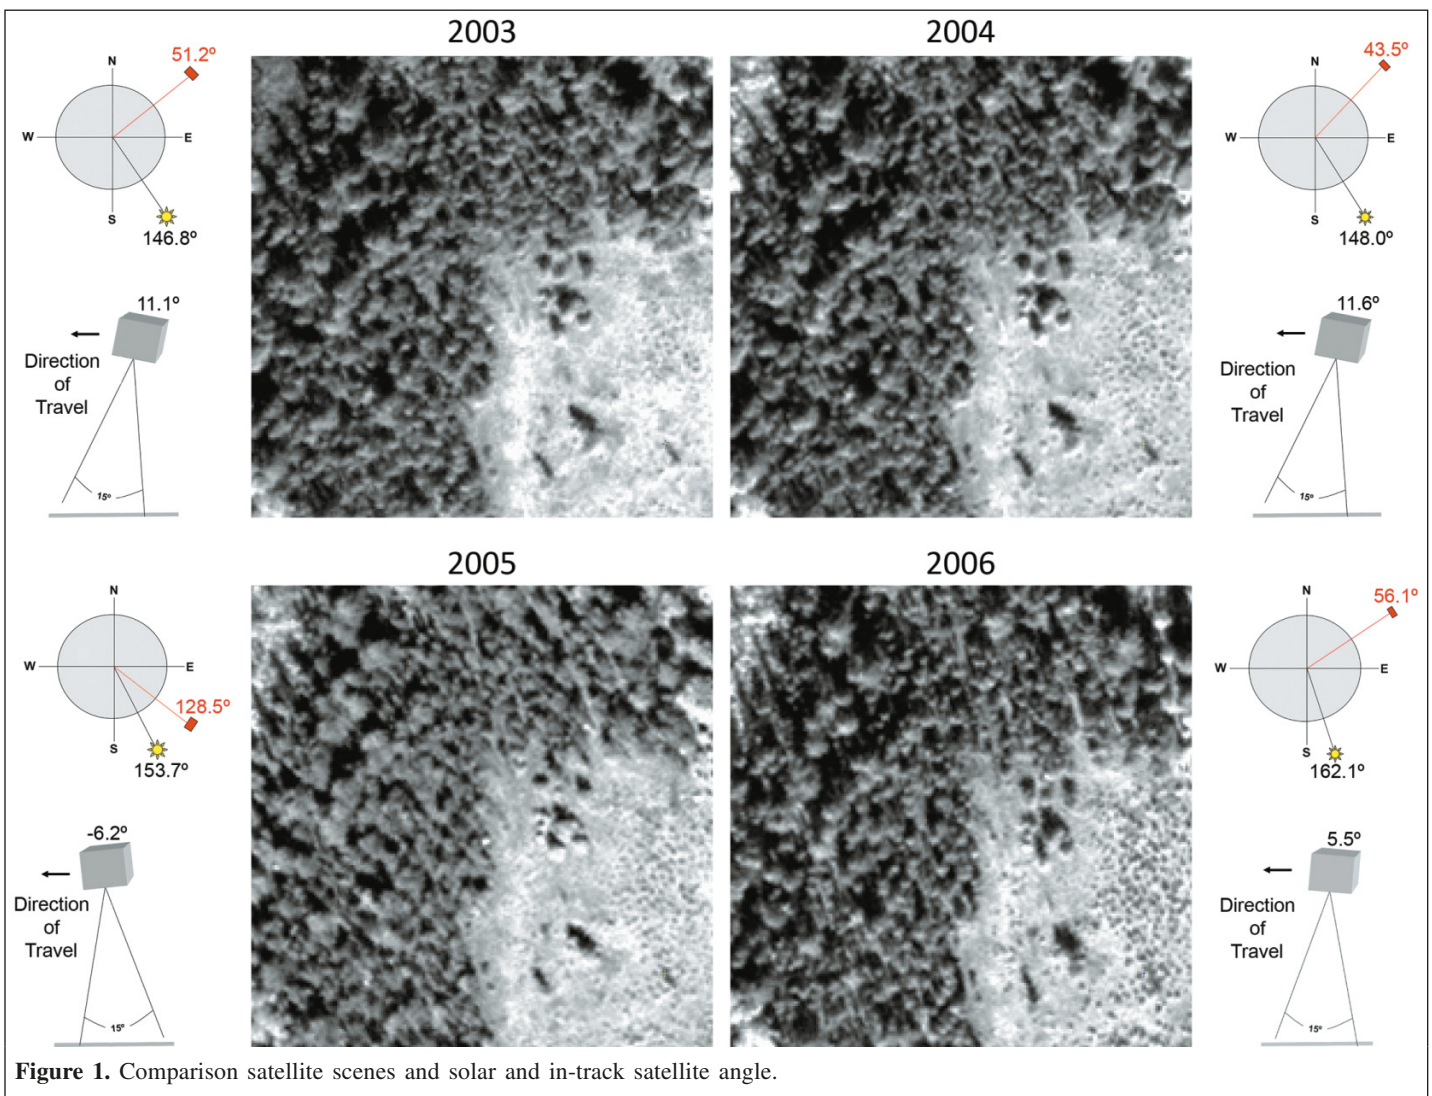 2003
2004
51.2º
N
W
E
S
146.8º
11.1º
Direction
of
Travel
15º
43.5º
N
W
E
S
148.0º
11.6º
Direction
of
Travel
15º
2005
2006
N
W
E
128.5º
S
153.7º
-6.2º
Direction
of
Travel
15º
56.1º
N
W
E
S
162.1º
5.5º
Direction
of
Travel
15º
Figure 1. Comparison satellite scenes and solar and in-track satellite angle.